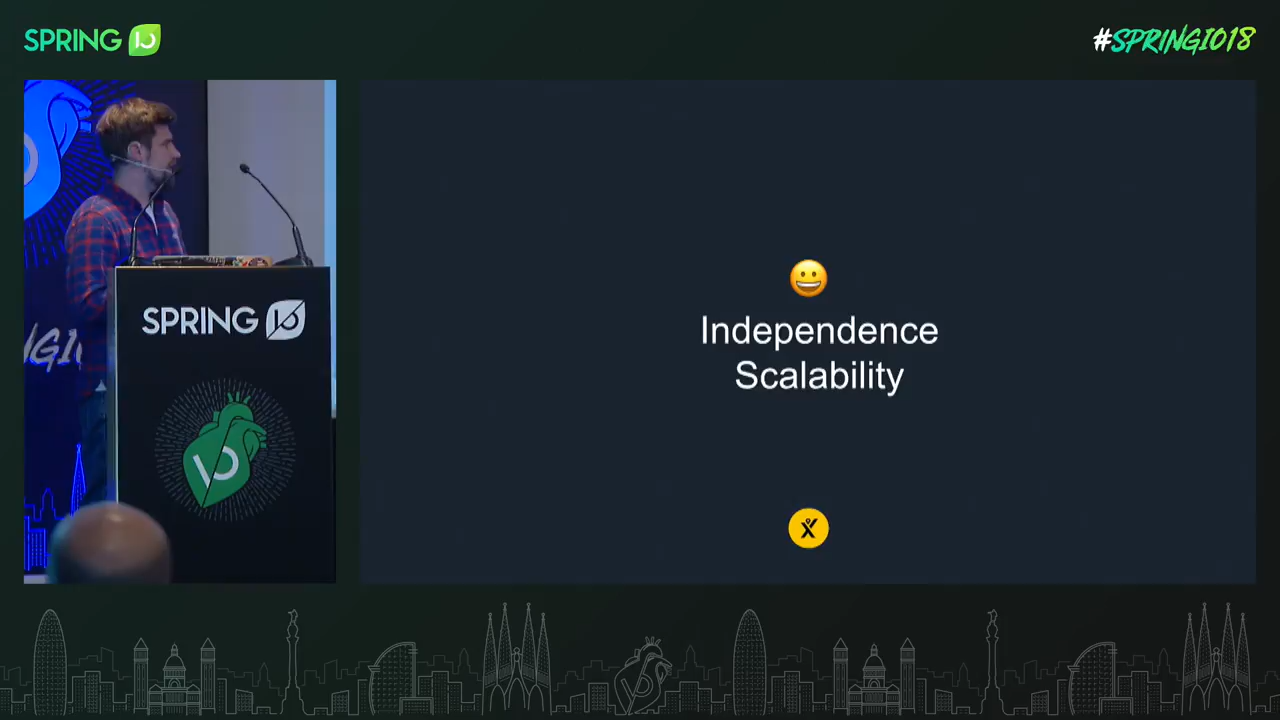 SPRING IO
#SPRINGIO18
SPRING IO
Independence
Scalability